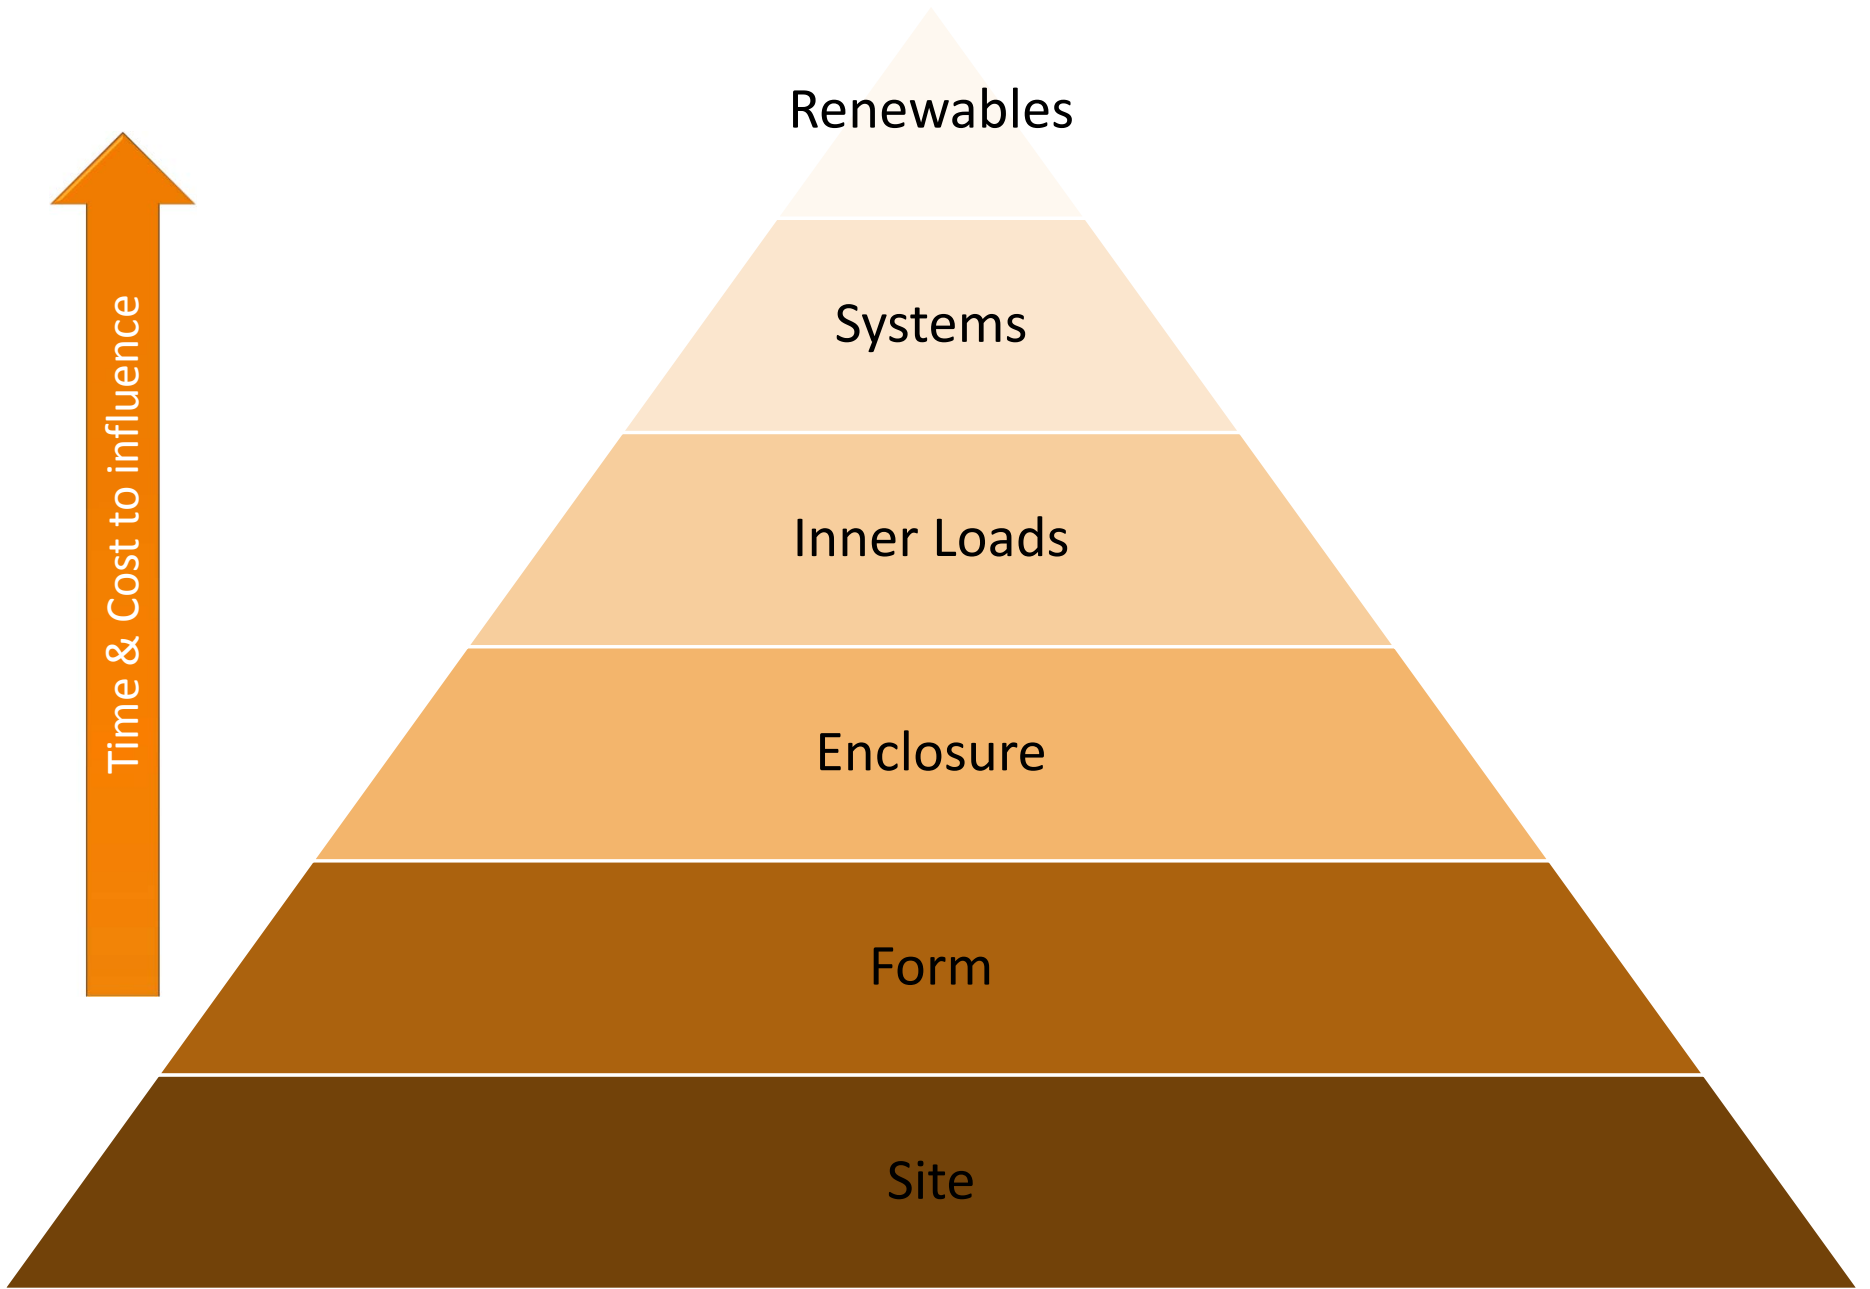 Renewables
Systems
Inner Loads
Enclosure
Form
Site
Time & Cost to influence